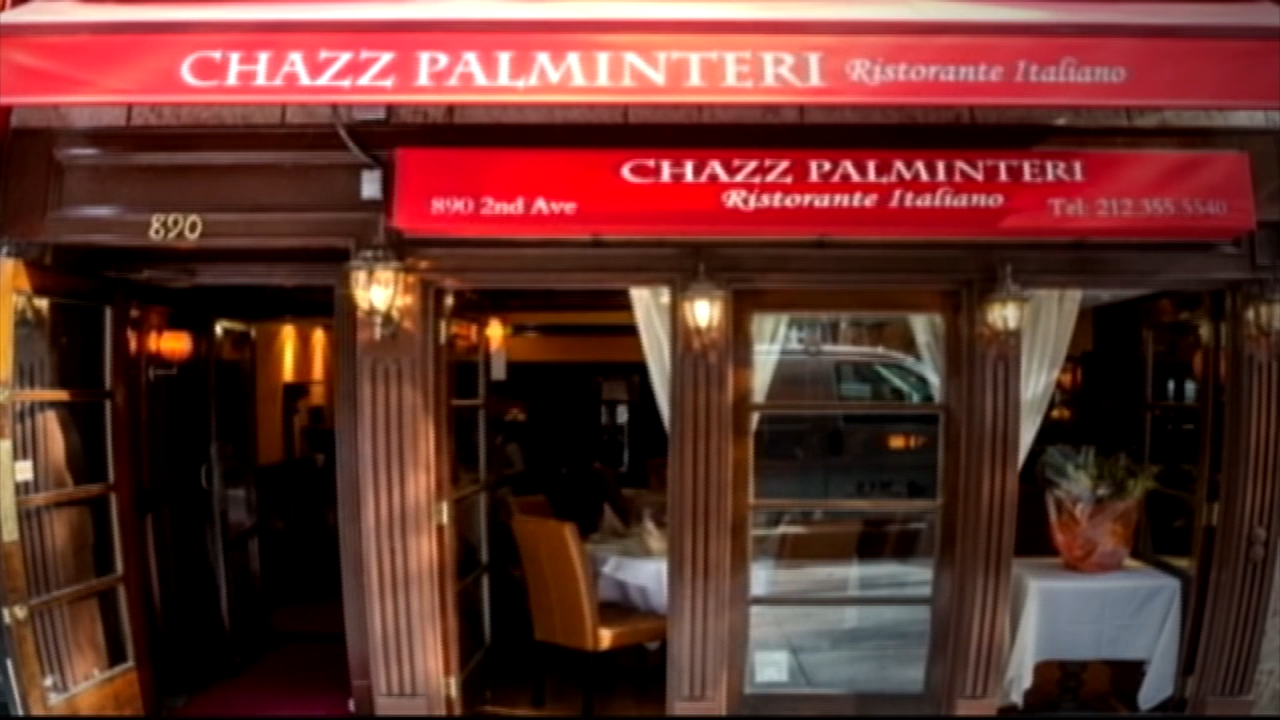 CHAZZ PALMINTERI Ristorante Italiano
CHAZZ PALMINTERI
Ristorante Italiano
890 2nd Ave
Tel: 212.355.5540
890